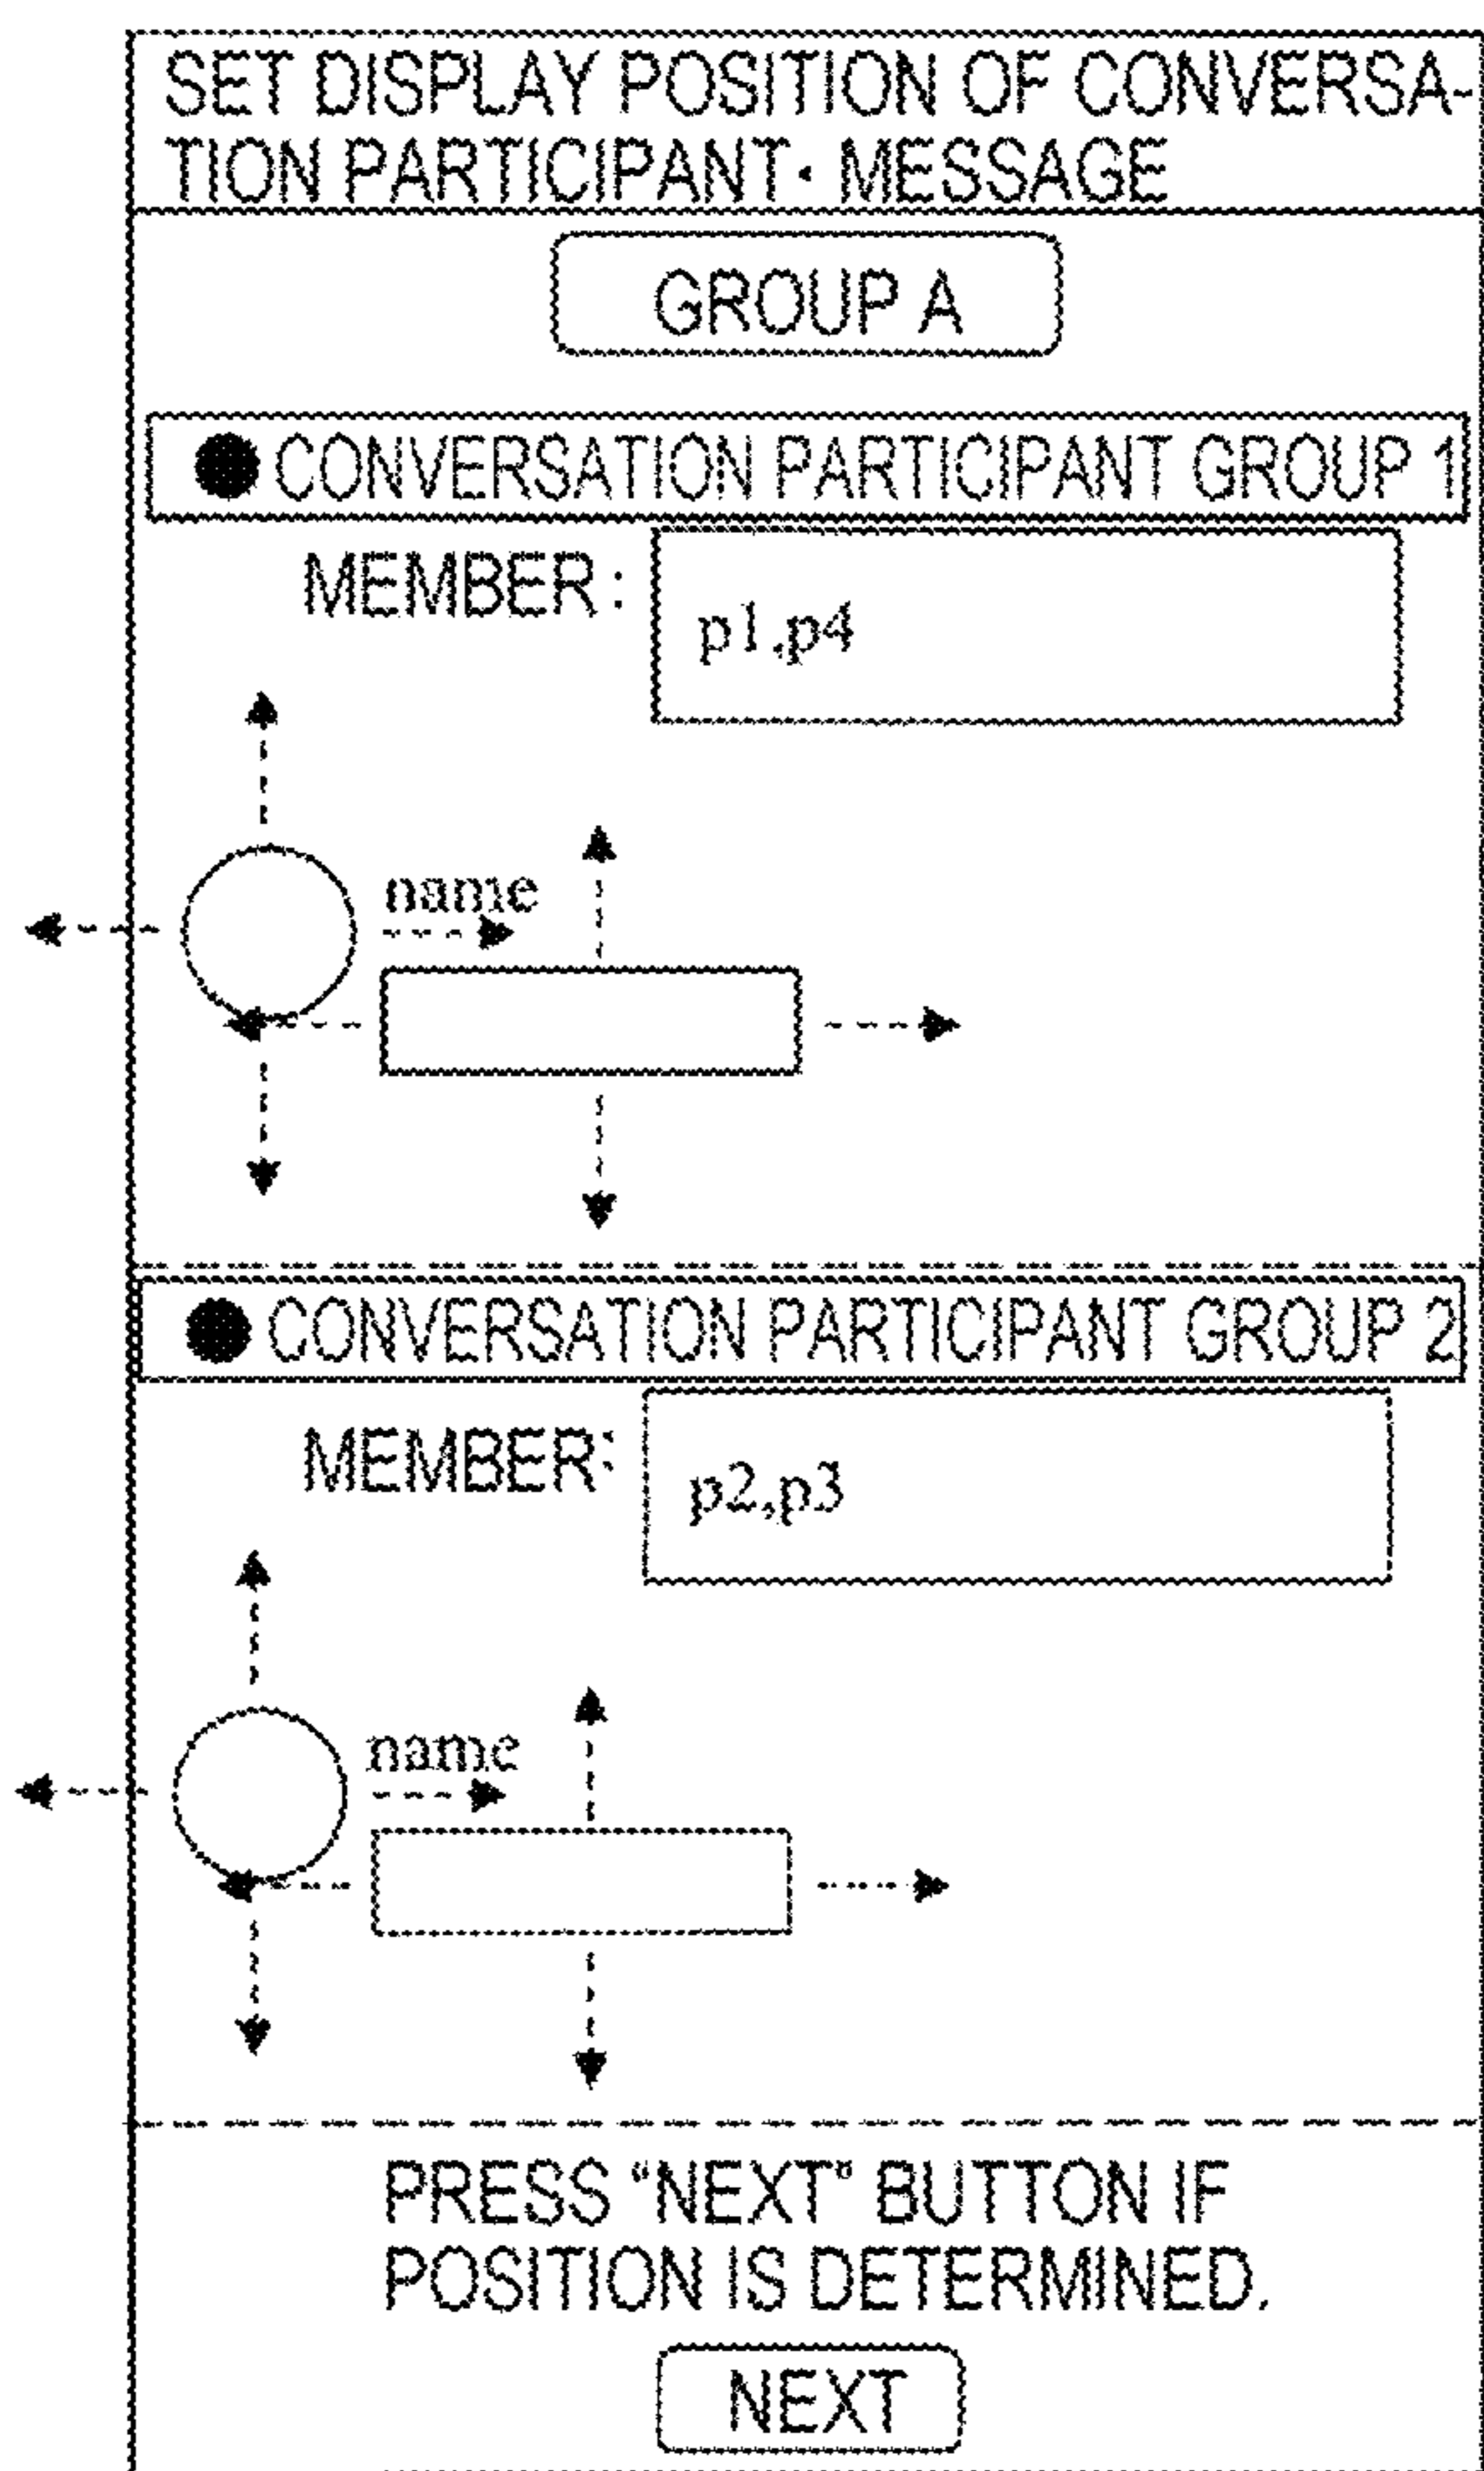 SET DISPLAY POSITION OF CONVERSA-
TION PARTICIPANT· MESSAGE
GROUP A
● CONVERSATION PARTICIPANT GROUP 1
MEMBER: p1,p4
name
● CONVERSATION PARTICIPANT GROUP 2
MEMBER: p2,p3
name
PRESS "NEXT" BUTTON IF
POSITION IS DETERMINED.
NEXT